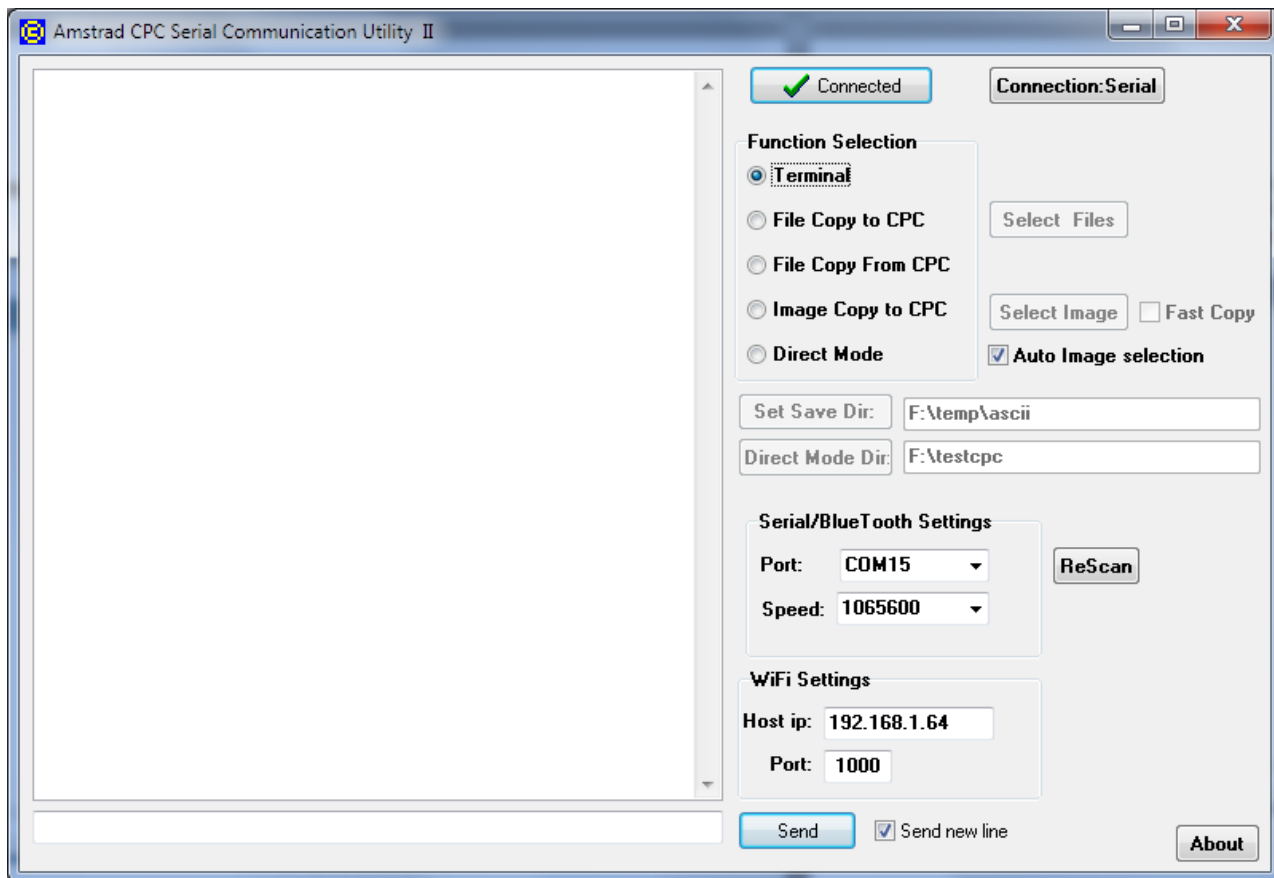 Amstrad CPC Serial Communication Utility II
Connected
Connection:Serial
Function Selection
Terminal
File Copy to CPC
Select Files
File Copy From CPC
Image Copy to CPC
Select Image
Fast Copy
Direct Mode
Auto Image selection
Set Save Dir:
F:\temp\ascii
Direct Mode Dir:
F:\testcpc
Serial/BlueTooth Settings
Port:
COM15
ReScan
Speed:
1065600
WiFi Settings
Host ip:
192.168.1.64
Port:
1000
Send
Send new line
About